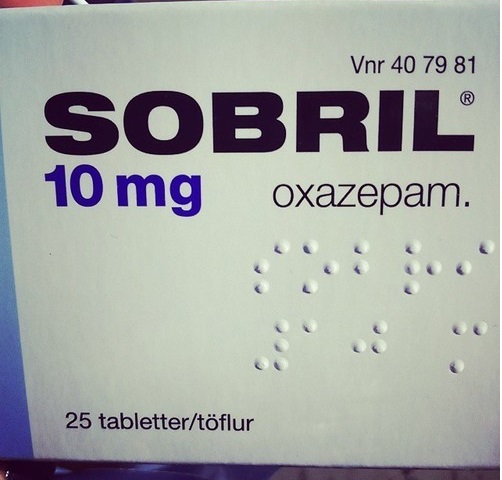 Vnr 40 79 81
SOBRIL®
10 mg oxazepam.
25 tabletter/töflur